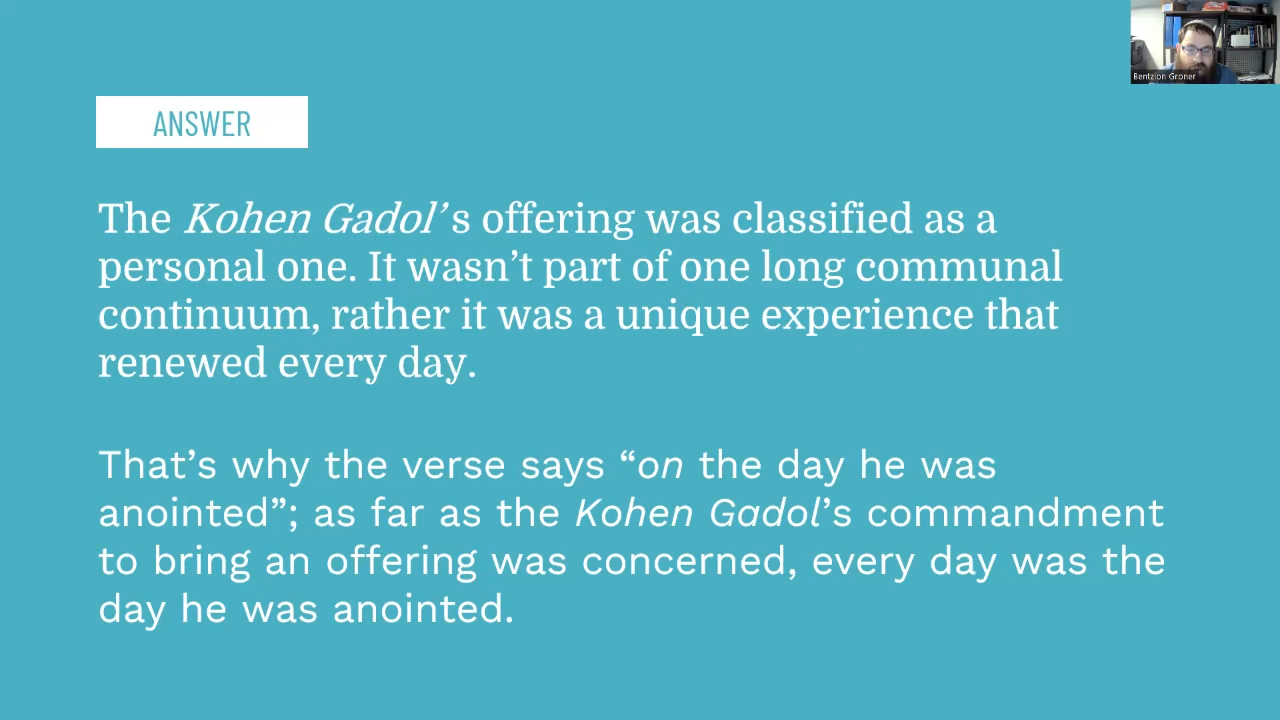 Bentzion Groner
ANSWER
The Kohen Gadol’s offering was classified as a
personal one. It wasn’t part of one long communal
continuum, rather it was a unique experience that
renewed every day.
That’s why the verse says “on the day he was
anointed”; as far as the Kohen Gadol’s commandment
to bring an offering was concerned, every day was the
day he was anointed.